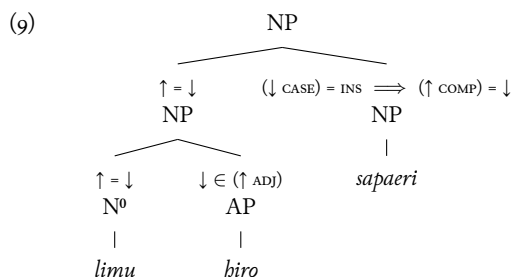 (9) NP
↑ = ↓ (↓ CASE) = INS ⟹ (↑ COMP) = ↓
NP NP
↑ = ↓ ↓ ∈ (↑ ADJ) sapaeri
N⁰ AP
limu hiro